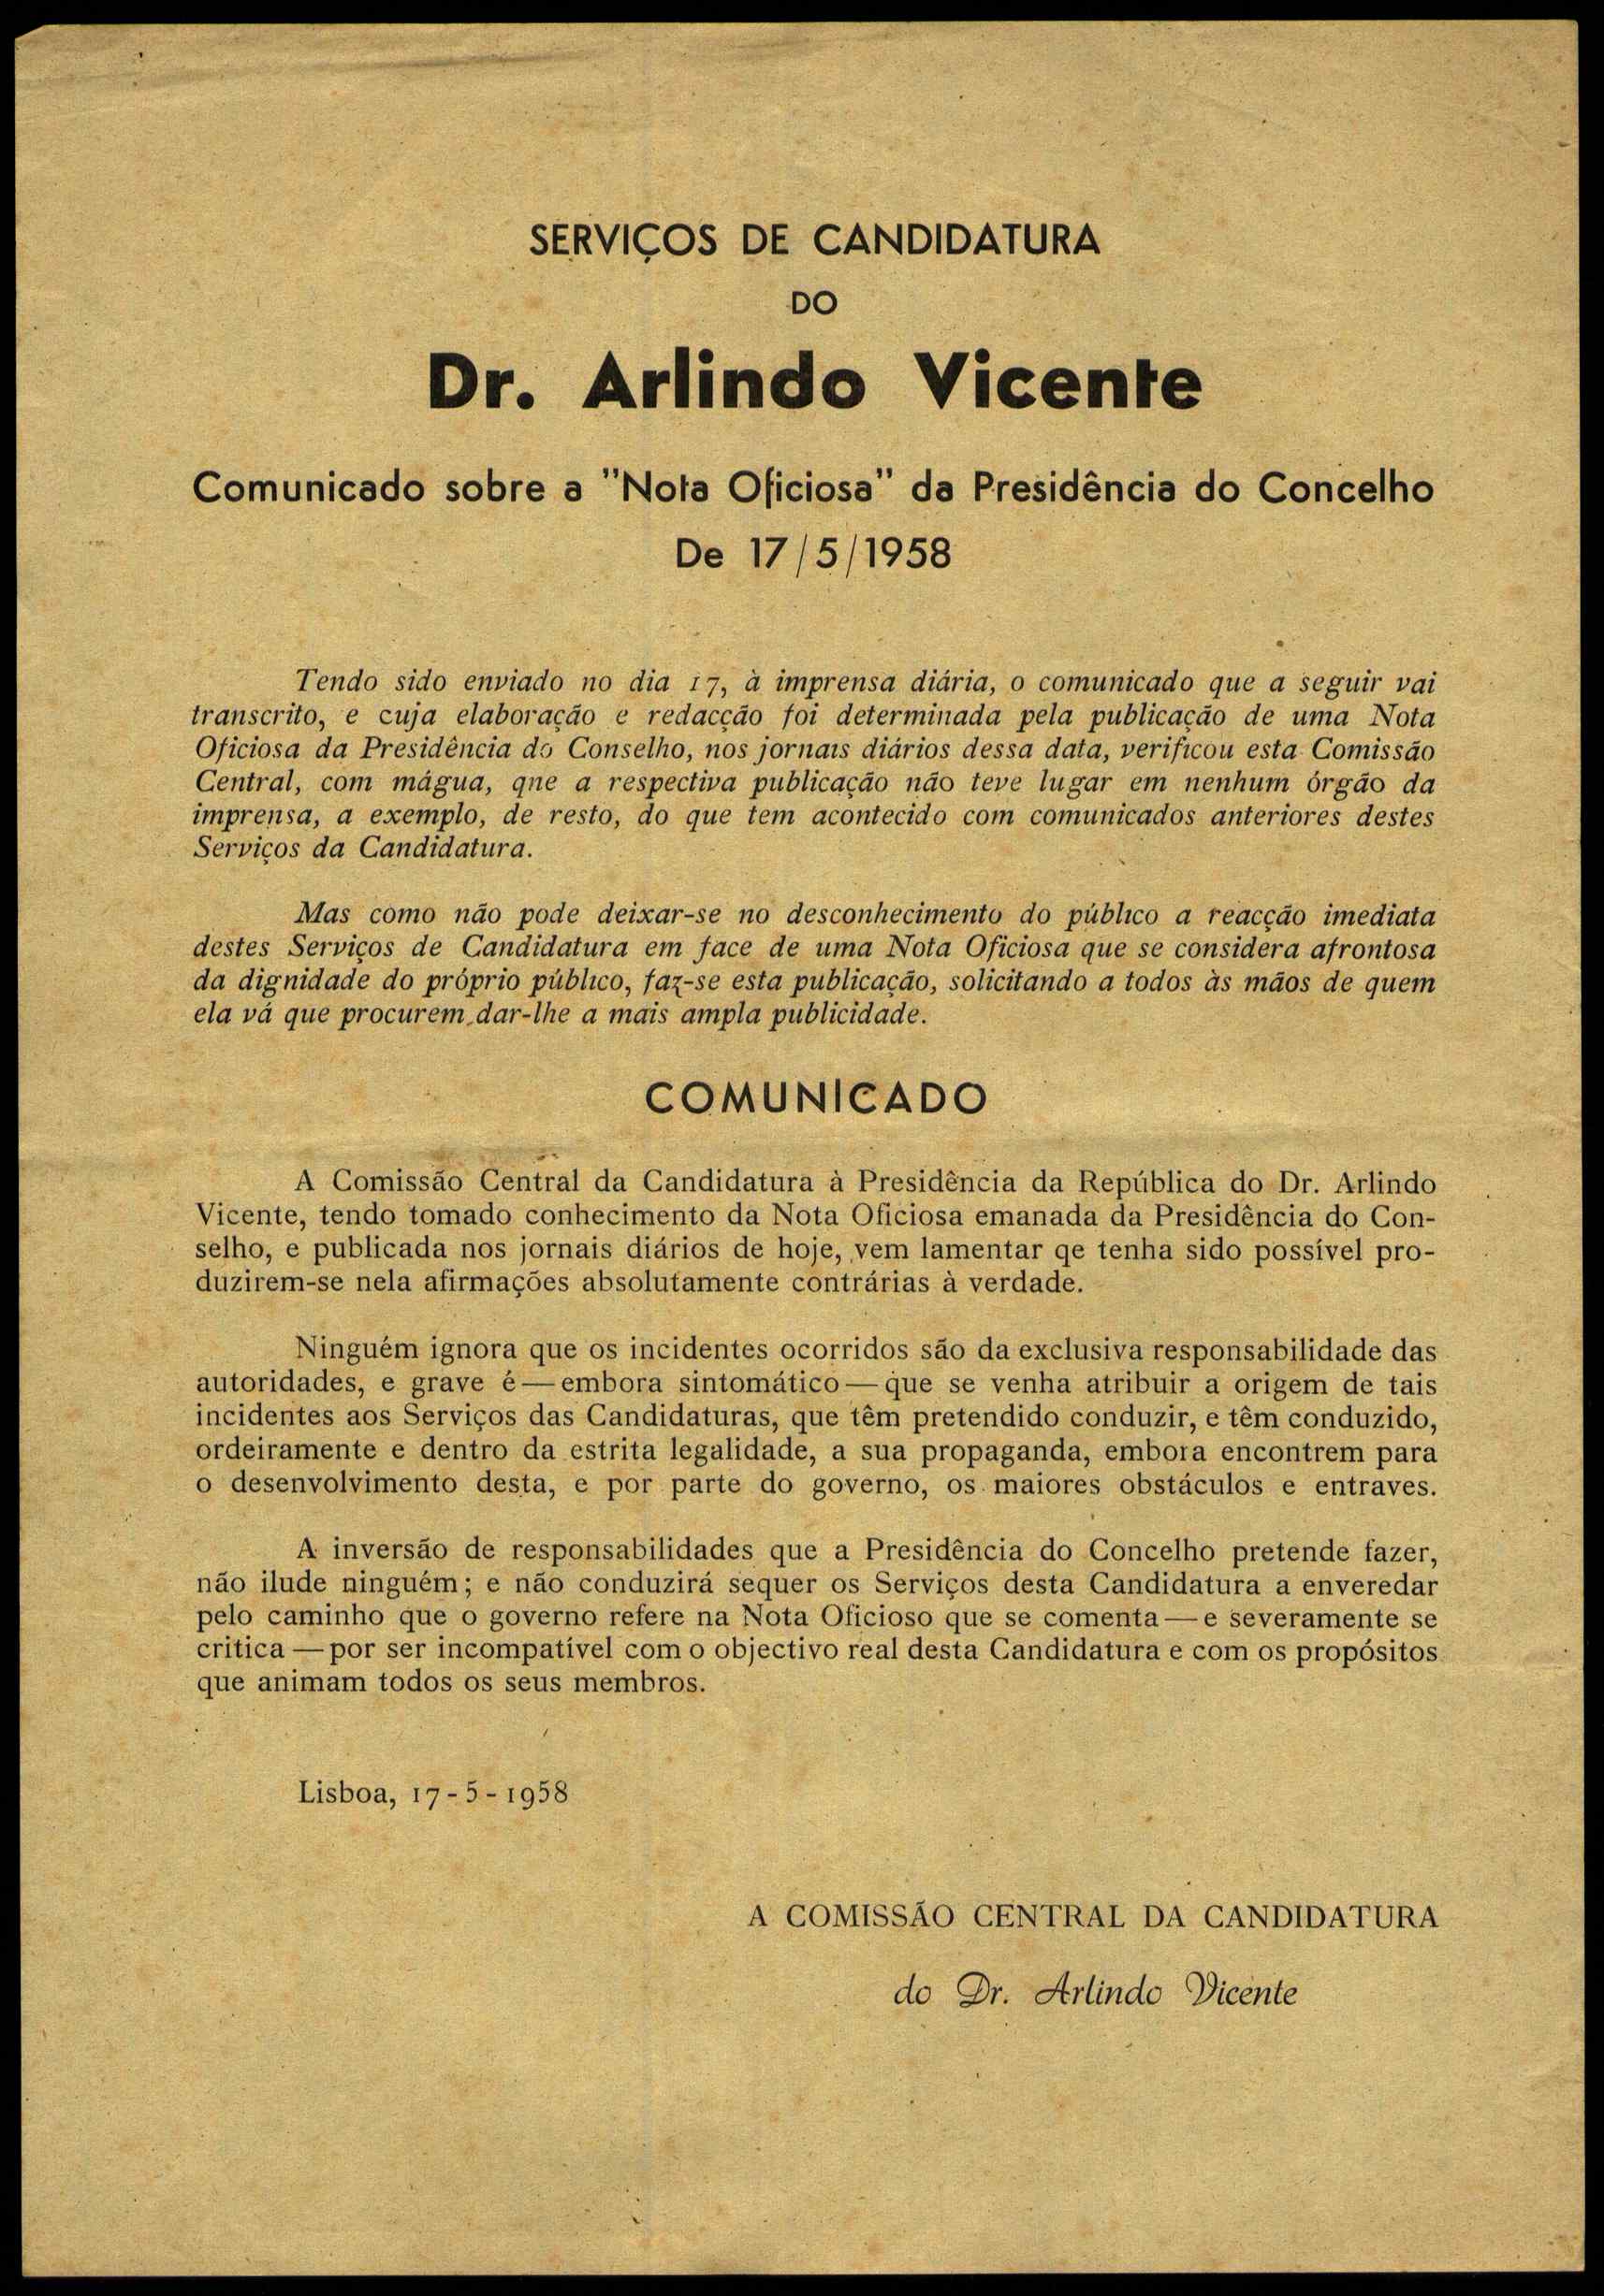 SERVIÇOS DE CANDIDATURA
DO
Dr. Arlindo Vicente
Comunicado sobre a "Nota Oficiosa" da Presidência do Concelho
De 17/5/1958
Tendo sido enviado no dia 17, à imprensa diária, o comunicado que a seguir vai
transcrito, e cuja elaboração e redacção foi determinada pela publicação de uma Nota
Oficiosa da Presidência do Conselho, nos jornais diários dessa data, verificou esta Comissão
Central, com mágua, qne a respectiva publicação não teve lugar em nenhum órgão da
imprensa, a exemplo, de resto, do que tem acontecido com comunicados anteriores destes
Serviços da Candidatura.
Mas como não pode deixar-se no desconhecimento do público a reacção imediata
destes Serviços de Candidatura em face de uma Nota Oficiosa que se considera afrontosa
da dignidade do próprio público, faz-se esta publicação, solicitando a todos às mãos de quem
ela vá que procurem dar-lhe a mais ampla publicidade.
COMUNICADO
A Comissão Central da Candidatura à Presidência da República do Dr. Arlindo
Vicente, tendo tomado conhecimento da Nota Oficiosa emanada da Presidência do Con-
selho, e publicada nos jornais diários de hoje, vem lamentar qe tenha sido possível pro-
duzirem-se nela afirmações absolutamente contrárias à verdade.
Ninguém ignora que os incidentes ocorridos são da exclusiva responsabilidade das
autoridades, e grave é — embora sintomático — que se venha atribuir a origem de tais
incidentes aos Serviços das Candidaturas, que têm pretendido conduzir, e têm conduzido,
ordeiramente e dentro da estrita legalidade, a sua propaganda, embora encontrem para
o desenvolvimento desta, e por parte do governo, os maiores obstáculos e entraves.
A inversão de responsabilidades que a Presidência do Concelho pretende fazer,
não ilude ninguém; e não conduzirá sequer os Serviços desta Candidatura a enveredar
pelo caminho que o governo refere na Nota Oficioso que se comenta — e severamente se
critica — por ser incompatível com o objectivo real desta Candidatura e com os propósitos
que animam todos os seus membros.
Lisboa, 17-5-1958
A COMISSÃO CENTRAL DA CANDIDATURA
do Dr. Arlindo Vicente